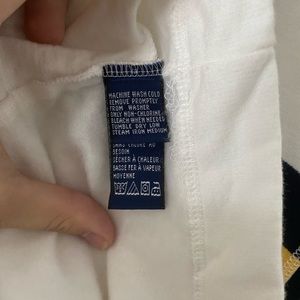 MACHINE WASH COLD
REMOVE PROMPTLY
FROM WASHER
ONLY NON-CHLORINE
BLEACH WHEN NEEDED
TUMBLE DRY LOW
STEAM IRON MEDIUM
BESOIN
SÉCHER À CHALEUR
BASSE FER À VAPEUR
MOYENNE